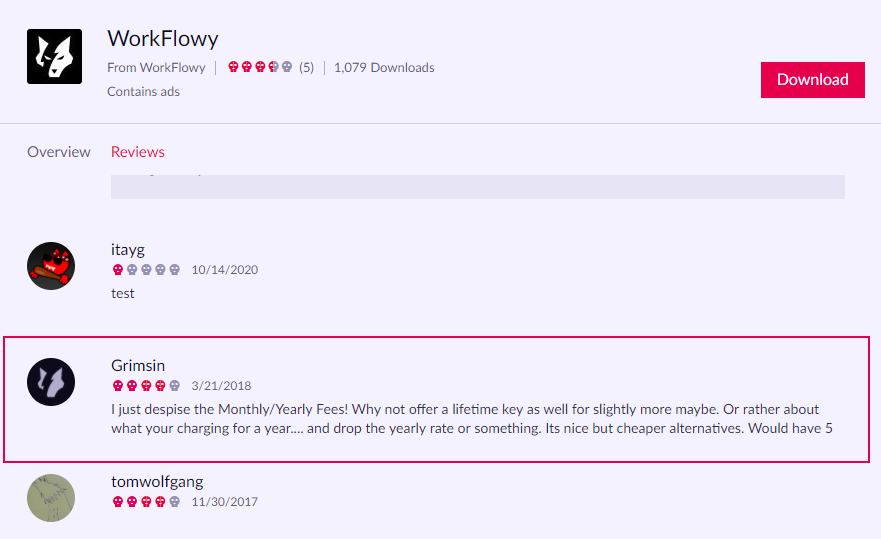 WorkFlowy
From WorkFlowy (5) 1,079 Downloads
Contains ads
Download
Overview Reviews
itayg
10/14/2020
test
Grimsin
3/21/2018
I just despise the Monthly/Yearly Fees! Why not offer a lifetime key as well for slightly more maybe. Or rather about
what your charging for a year.... and drop the yearly rate or something. Its nice but cheaper alternatives. Would have 5
tomwolfgang
11/30/2017